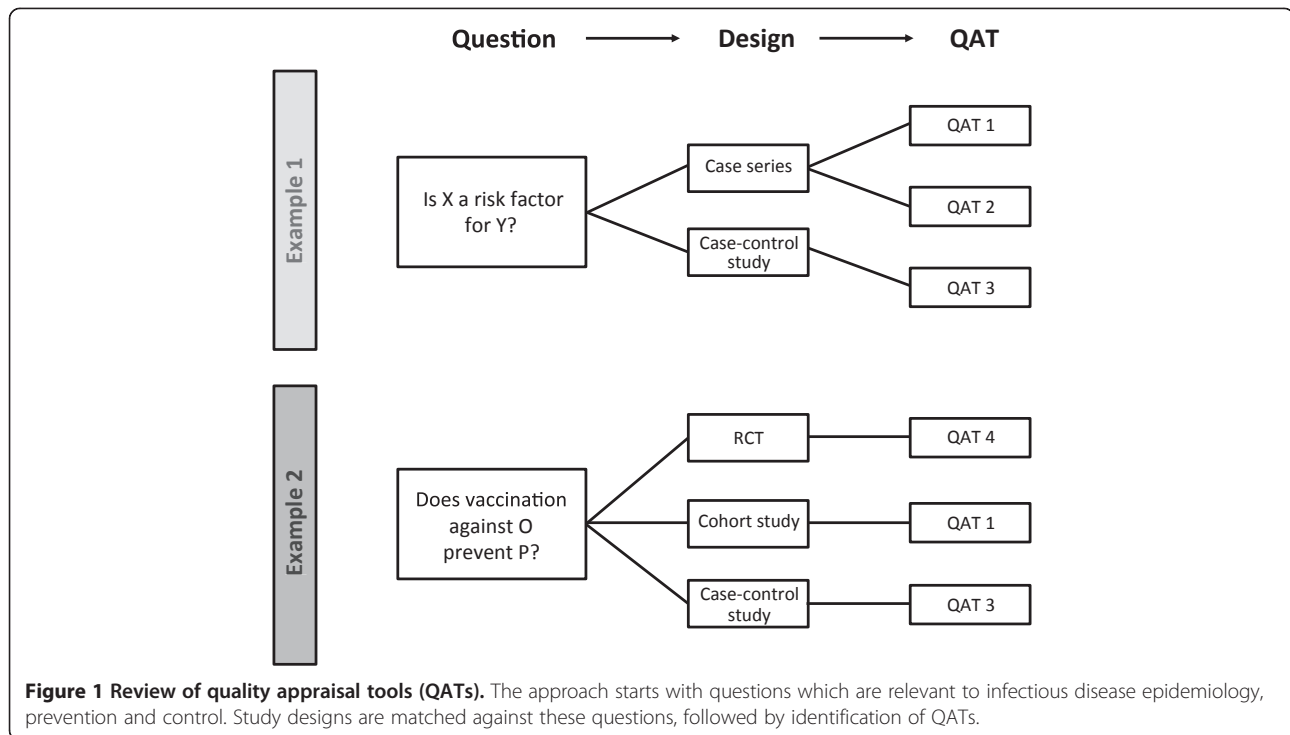 Question Design QAT
Example 1
Is X a risk factor
for Y?
Case series
Case-control
study
QAT 1
QAT 2
QAT 3
Example 2
Does vaccination
against O
prevent P?
RCT
Cohort study
Case-control
study
QAT 4
QAT 1
QAT 3
Figure 1 Review of quality appraisal tools (QATs). The approach starts with questions which are relevant to infectious disease epidemiology,
prevention and control. Study designs are matched against these questions, followed by identification of QATs.